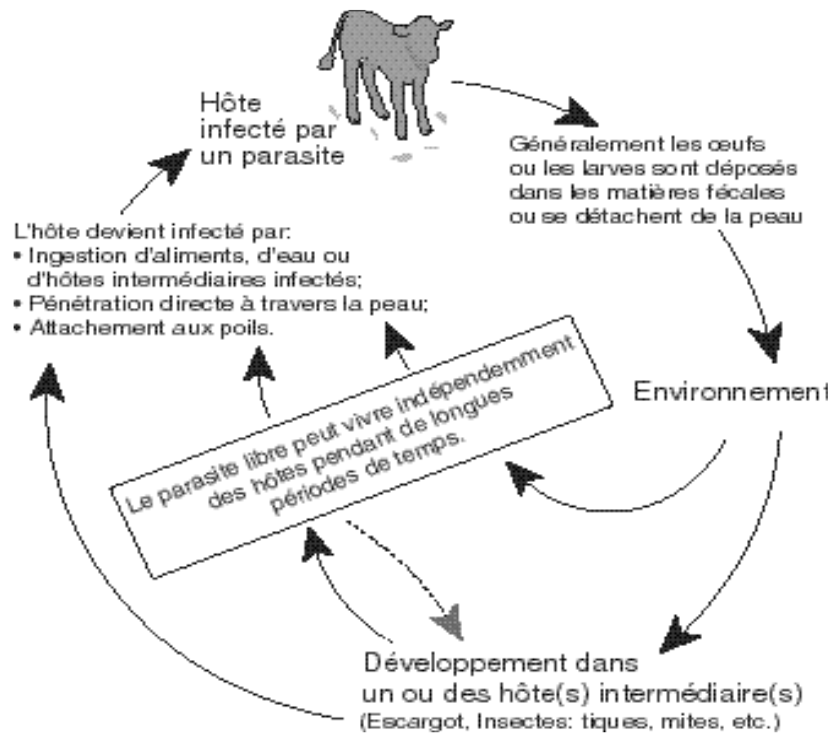 Hôte
infecté par
un parasite
Généralement les œufs
ou les larves sont déposés
dans les matières fécales
ou se détachent de la peau
L'hôte devient infecté par:
• Ingestion d'aliments, d'eau ou
d'hôtes intermédiaires infectés;
• Pénétration directe à travers la peau;
• Attachement aux poils.
Environnement
Le parasite libre peut vivre indépendemment
des hôtes pendant de longues
périodes de temps.
Développement dans
un ou des hôte(s) intermédiaire(s)
(Escargot, Insectes: tiques, mites, etc.)